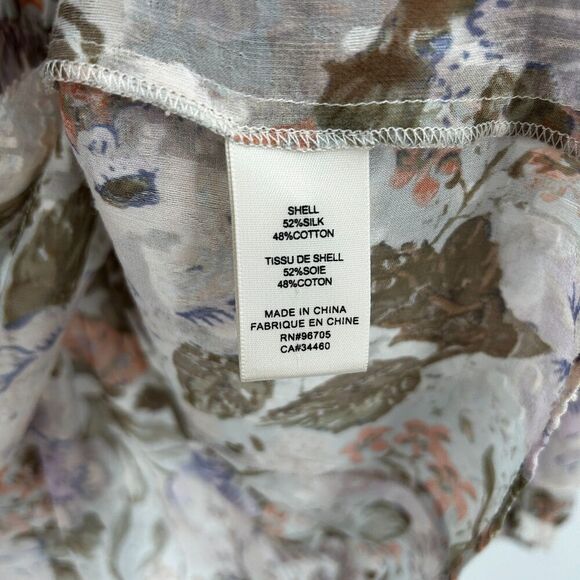 SHELL
52%SILK
48%COTTON
TISSU DE SHELL
52%SOIE
48%COTON
MADE IN CHINA
FABRIQUE EN CHINE
RN#96705
CA#34460